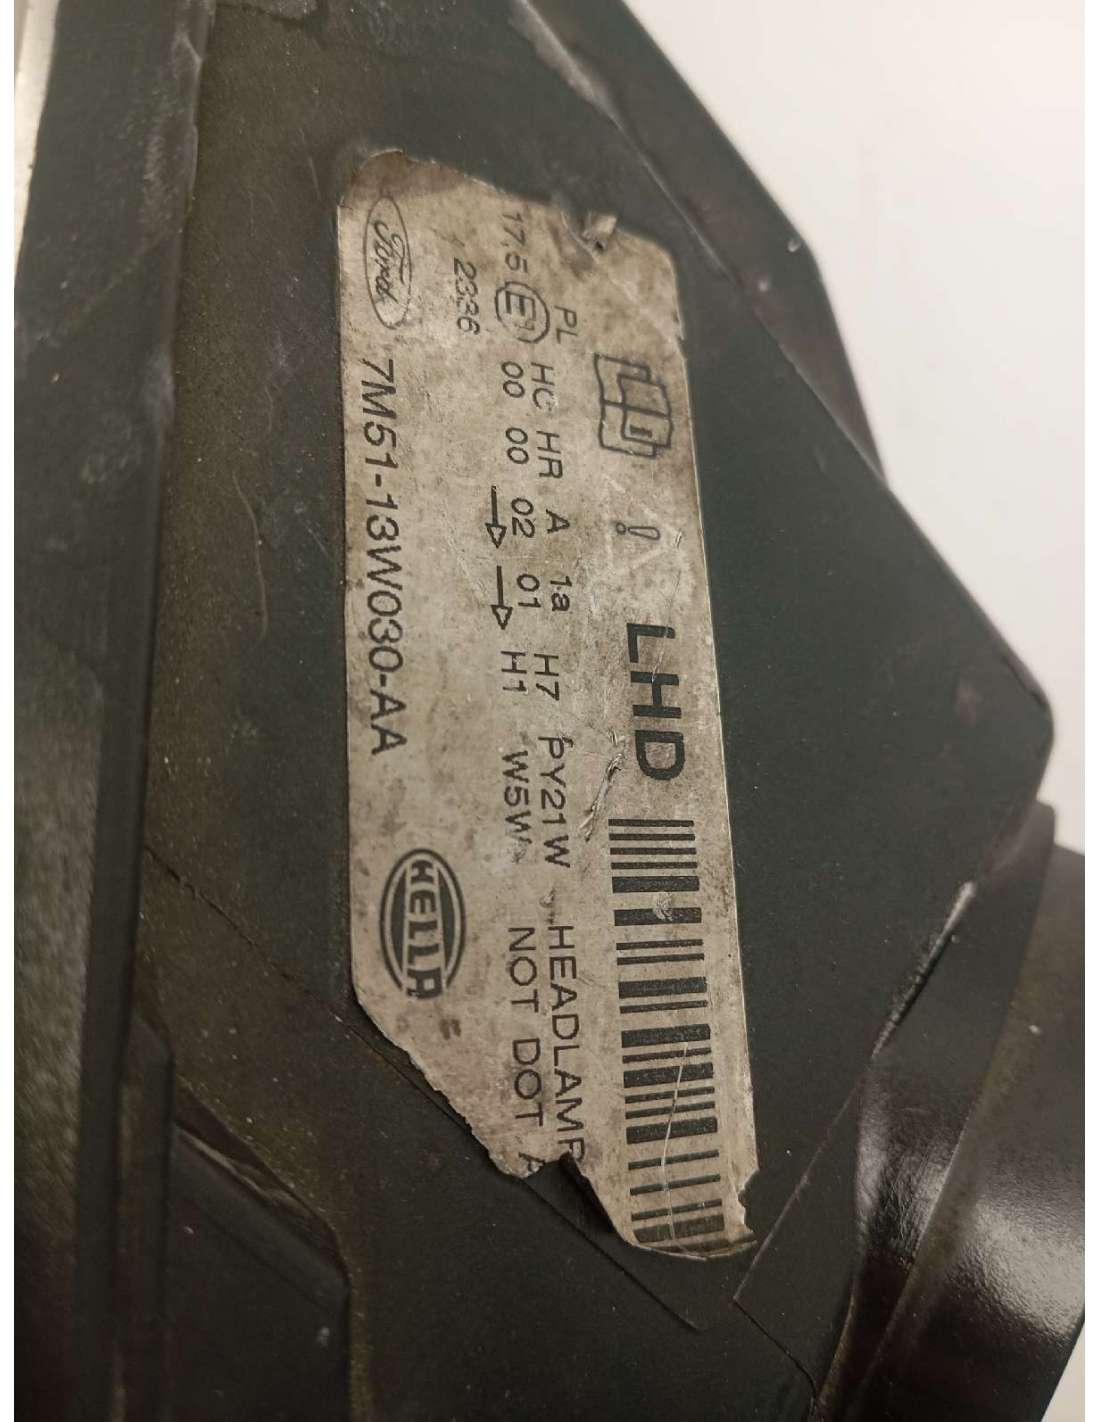 LHD
PL HC HR A 1a H7 PY21W HEADLAMP
17,5 E1 00 00 02 01 H1 W5W NOT DOT
2336
Ford 7M51-13W030-AA HELLA